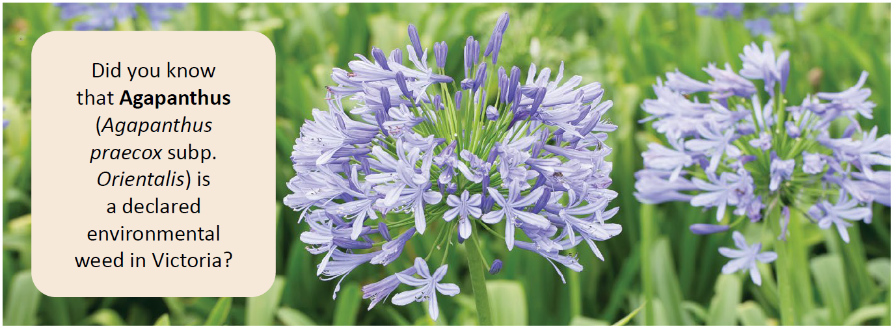 Did you know
that Agapanthus
(Agapanthus
praecox subp.
Orientalis) is
a declared
environmental
weed in Victoria?